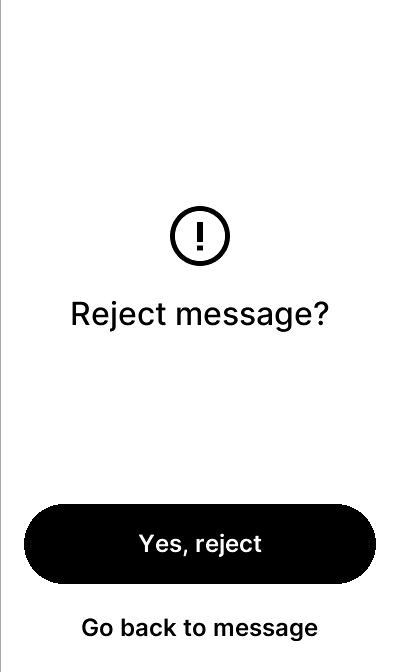 Reject message?
Yes, reject
Go back to message